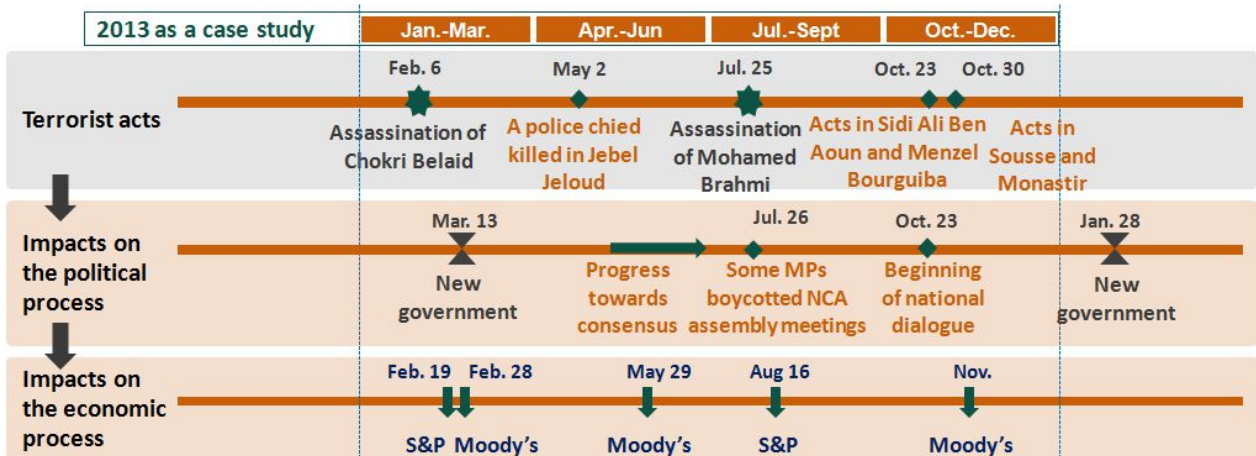 2013 as a case study
Jan.-Mar.
Apr.-Jun
Jul.-Sept
Oct.-Dec.
Terrorist acts
Feb. 6
May 2
Jul. 25
Oct. 23
Oct. 30
Assassination of
Chokri Belaid
A police chied
killed in Jebel
Jeloud
Assassination
of Mohamed
Brahmi
Acts in Sidi Ali Ben
Aoun and Menzel
Bourguiba
Acts in
Sousse and
Monastir
Impacts on
the political
process
Mar. 13
Jul. 26
Oct. 23
Jan. 28
New
government
Progress
towards
consensus
Some MPs
boycotted NCA
assembly meetings
Beginning
of national
dialogue
New
government
Impacts on
the economic
process
Feb. 19
Feb. 28
May 29
Aug 16
Nov.
S&P
Moody's
Moody's
S&P
Moody's